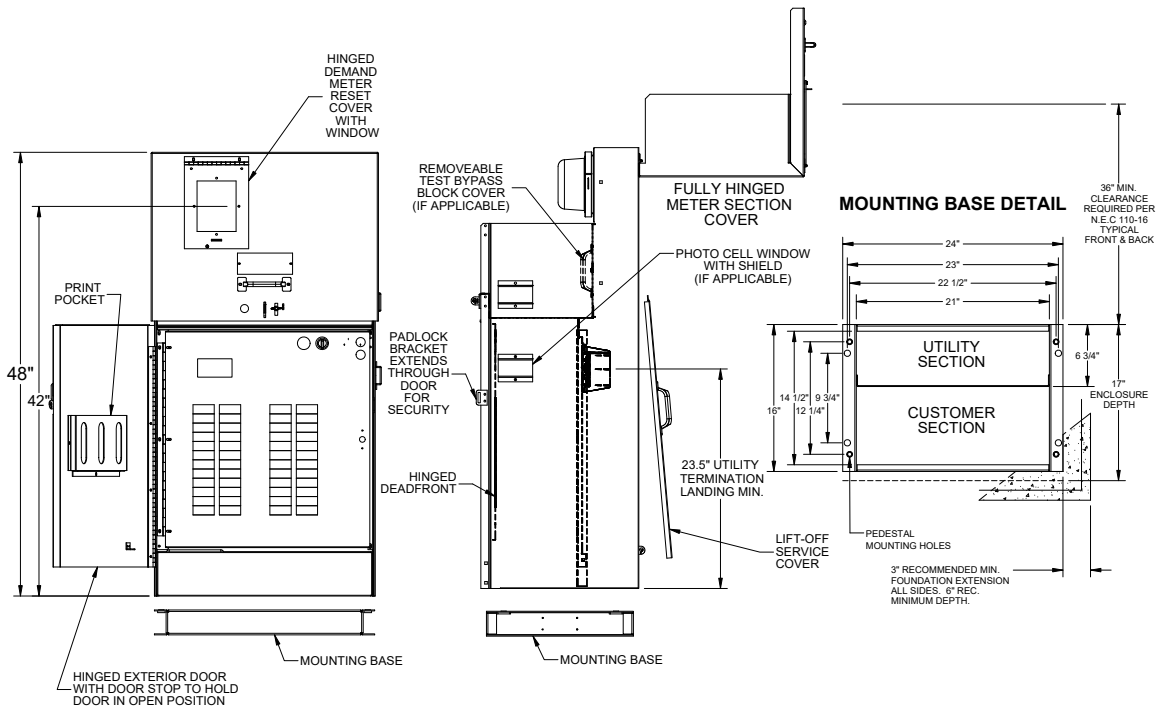 HINGED
DEMAND
METER
RESET
COVER
WITH
WINDOW
PRINT
POCKET
48"
42"
HINGED EXTERIOR DOOR
WITH DOOR STOP TO HOLD
DOOR IN OPEN POSITION
MOUNTING BASE
REMOVEABLE
TEST BYPASS
BLOCK COVER
(IF APPLICABLE)
PADLOCK
BRACKET
EXTENDS
THROUGH
DOOR
FOR
SECURITY
HINGED
DEADFRONT
FULLY HINGED
METER SECTION
COVER
PHOTO CELL WINDOW
WITH SHIELD
(IF APPLICABLE)
23.5" UTILITY
TERMINATION
LANDING MIN.
LIFT-OFF
SERVICE
COVER
MOUNTING BASE
MOUNTING BASE DETAIL
24"
23"
22 1/2"
21"
36" MIN.
CLEARANCE
REQUIRED PER
N.E.C 110-16
TYPICAL
FRONT & BACK
UTILITY
SECTION
CUSTOMER
SECTION
6 3/4"
17"
ENCLOSURE
DEPTH
16"
14 1/2"
12 1/4"
9 3/4"
PEDESTAL
MOUNTING HOLES
3" RECOMMENDED MIN.
FOUNDATION EXTENSION
ALL SIDES. 6" REC.
MINIMUM DEPTH.